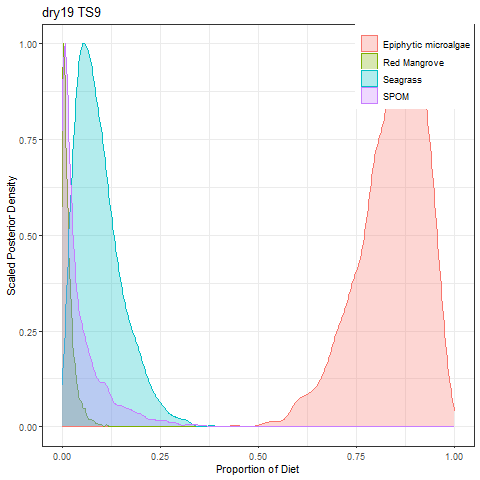 dry19 TS9
Epiphytic microalgae
Red Mangrove
Seagrass
SPOM
1.00
0.75
0.50
0.25
0.00
Scaled Posterior Density
0.00 0.25 0.50 0.75 1.00
Proportion of Diet